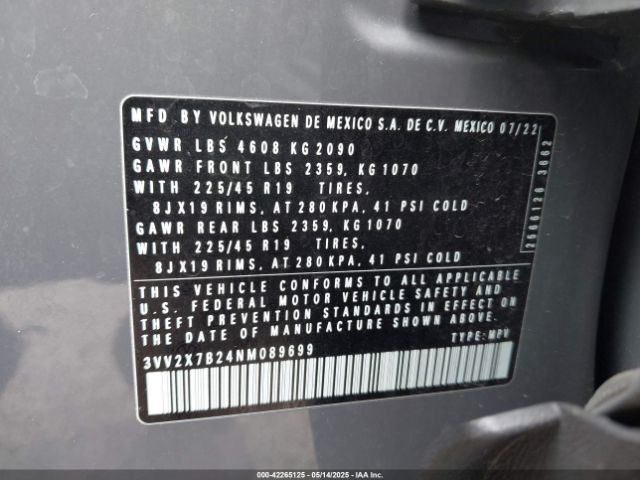 MFD. BY VOLKSWAGEN DE MEXICO S.A. DE C.V. MEXICO 07/22
GVWR LBS 4608 KG 2090
GAWR FRONT LBS 2359, KG 1070
WITH 225/45 R19 TIRES,
8JX19 RIMS, AT 280 KPA, 41 PSI COLD
GAWR REAR LBS 2359, KG 1070
WITH 225/45 R19 TIRES,
8JX19 RIMS, AT 280 KPA, 41 PSI COLD
THIS VEHICLE CONFORMS TO ALL APPLICABLE
U.S. FEDERAL MOTOR VEHICLE SAFETY AND
THEFT PREVENTION STANDARDS IN EFFECT ON
THE DATE OF MANUFACTURE SHOWN ABOVE.
3VV2X7B24NM089699 TYPE: MPV
2566126 3662
000-42265125 - 05/14/2025 - IAA Inc.